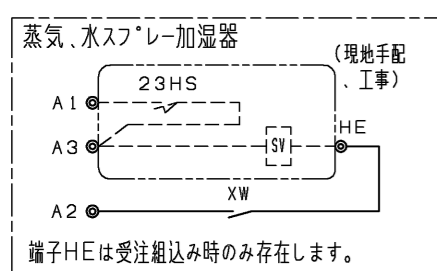 蒸気、水スプレー加湿器
(現地手配
、工事)
23HS
A1
HE
A3
SV
XW
A2
端子HEは受注組込み時のみ存在します。